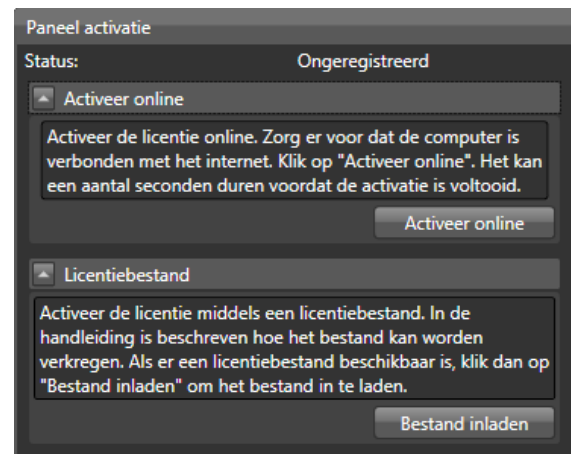 Paneel activatie
Status: Ongeregistreerd
Activeer online
Activeer de licentie online. Zorg er voor dat de computer is
verbonden met het internet. Klik op "Activeer online". Het kan
een aantal seconden duren voordat de activatie is voltooid.
Activeer online
Licentiebestand
Activeer de licentie middels een licentiebestand. In de
handleiding is beschreven hoe het bestand kan worden
verkregen. Als er een licentiebestand beschikbaar is, klik dan op
"Bestand inladen" om het bestand in te laden.
Bestand inladen